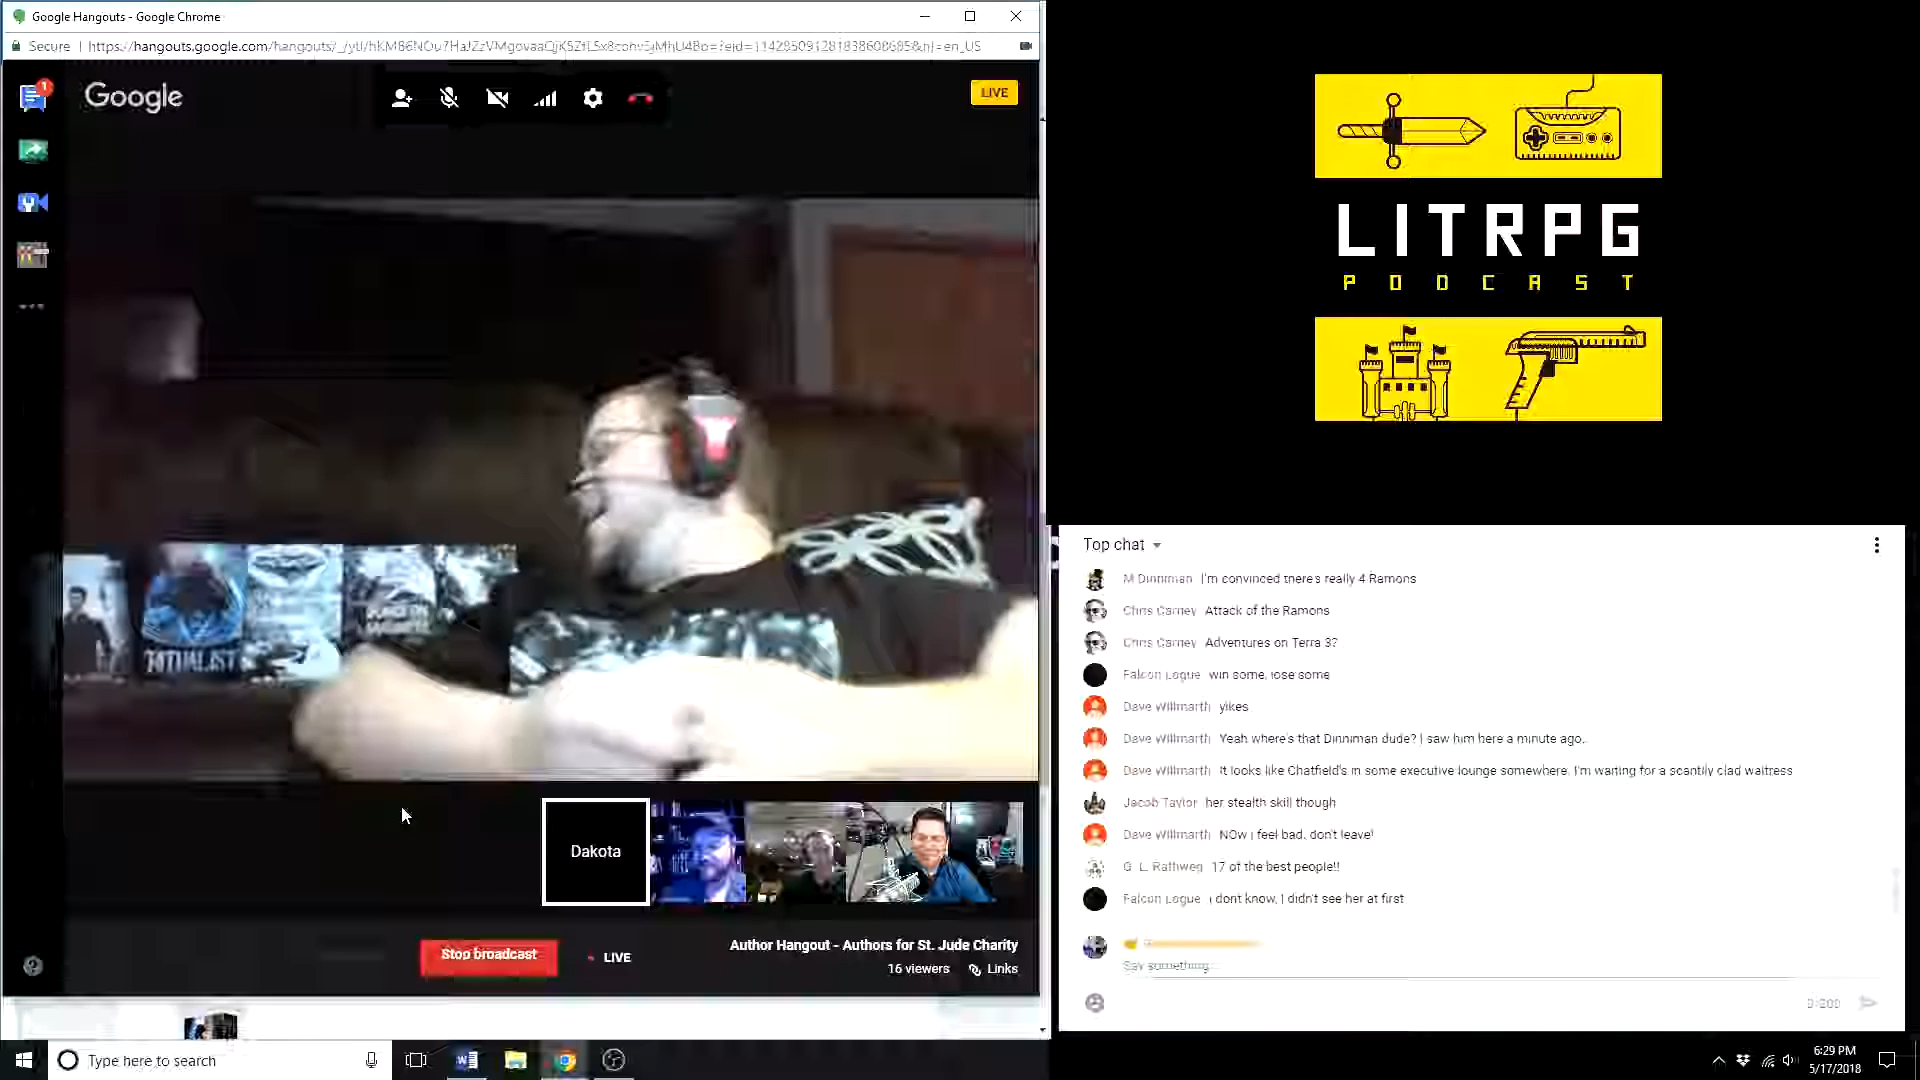 Google Hangouts - Google Chrome
Secure
Google
LIVE
LITRPG
PODCAST
Top chat
M Dinniman I'm convinced there's really 4 Ramons
Chris Carney Attack of the Ramons
Chris Carney Adventures on Terra 3?
Falcon Logue win some, lose some
Dave Willmarth yikes
Dave Willmarth Yeah where's that Dinniman dude? I saw him here a minute ago.
Dave Willmarth It looks like Chatfield's in some executive lounge somewhere. I'm waiting for a scantily clad waitress
Jacob Taylor her stealth skill though
Dave Willmarth NOw i feel bad. don't leave!
17 of the best people!!
Falcon Logue i dont know, I didn't see her at first
Say something...
0/200
RITUALIST
Dakota
Stop broadcast
LIVE
Author Hangout - Authors for St. Jude Charity
16 viewers Links
Type here to search
6:29 PM
5/17/2018